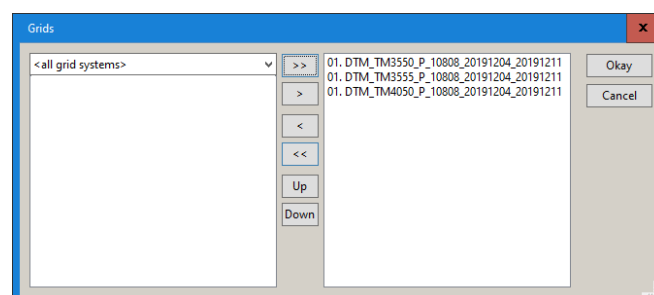 Grids
x
<all grid systems>
>>
>
<
<<
Up
Down
01. DTM_TM3550_P_10808_20191204_20191211
01. DTM_TM3555_P_10808_20191204_20191211
01. DTM_TM4050_P_10808_20191204_20191211
Okay
Cancel